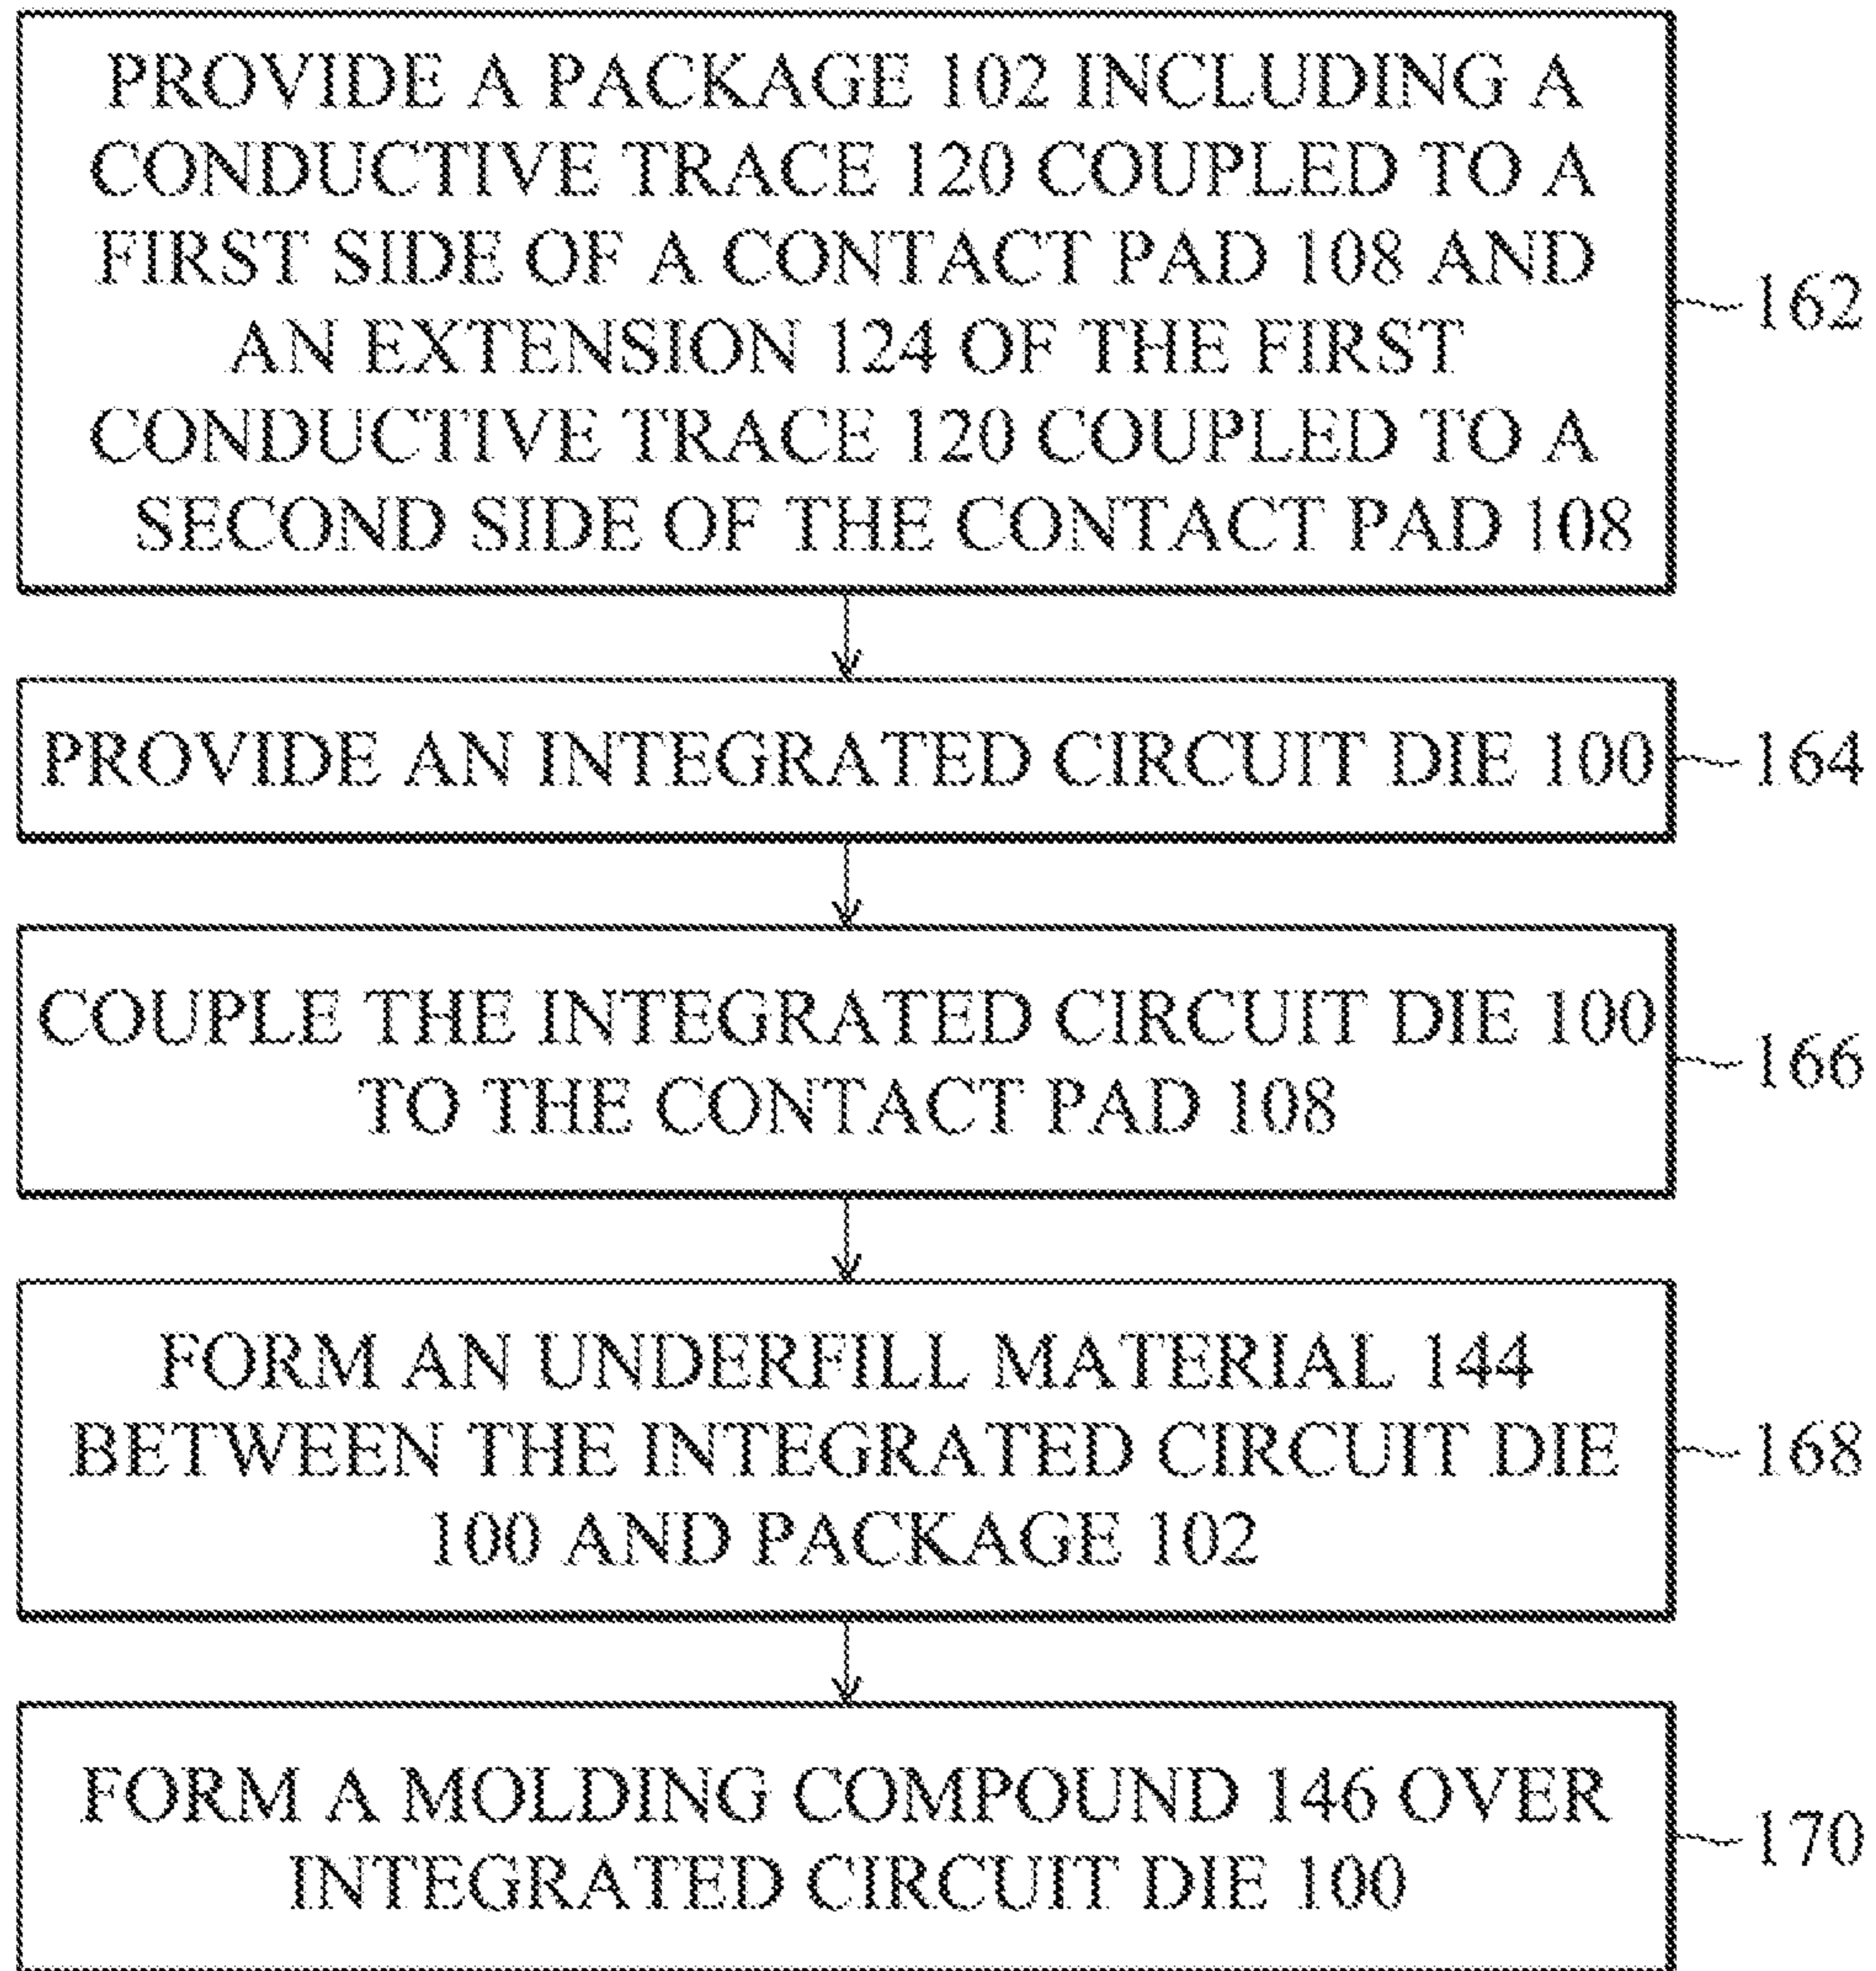 PROVIDE A PACKAGE 102 INCLUDING A
CONDUCTIVE TRACE 120 COUPLED TO A
FIRST SIDE OF A CONTACT PAD 108 AND
AN EXTENSION 124 OF THE FIRST
CONDUCTIVE TRACE 120 COUPLED TO A
SECOND SIDE OF THE CONTACT PAD 108
162
PROVIDE AN INTEGRATED CIRCUIT DIE 100
164
COUPLE THE INTEGRATED CIRCUIT DIE 100
TO THE CONTACT PAD 108
166
FORM AN UNDERFILL MATERIAL 144
BETWEEN THE INTEGRATED CIRCUIT DIE
100 AND PACKAGE 102
168
FORM A MOLDING COMPOUND 146 OVER
INTEGRATED CIRCUIT DIE 100
170